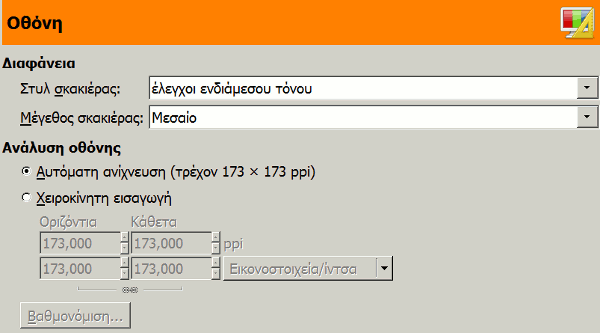 Οθόνη
Διαφάνεια
Στυλ σκακιέρας: έλεγχοι ενδιάμεσου τόνου
Μέγεθος σκακιέρας: Μεσαίο
Ανάλυση οθόνης
Αυτόματη ανίχνευση (τρέχον 173 × 173 ppi)
Χειροκίνητη εισαγωγή
Οριζόντια Κάθετα
173,000 173,000 ppi
173,000 173,000 Εικονοστοιχεία/ίντσα
Βαθμονόμιση...